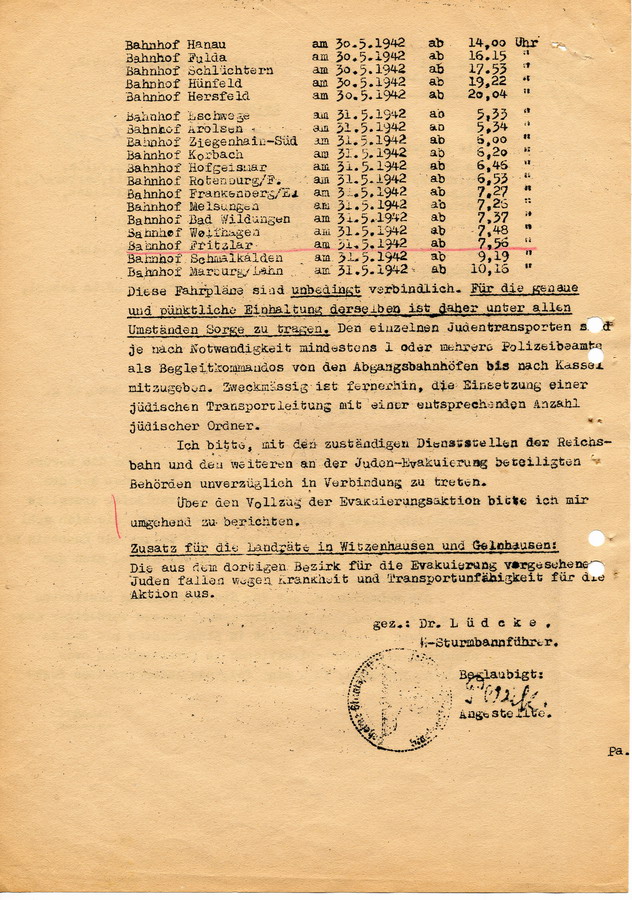 Bahnhof Hanau am 30.5.1942 ab 14,00 Uhr
Bahnhof Fulda am 30.5.1942 ab 16.15 "
Bahnhof Schlüchtern am 30.5.1942 ab 17.53 "
Bahnhof Hünfeld am 30.5.1942 ab 19,22 "
Bahnhof Hersfeld am 30.5.1942 ab 20,04 "
Bahnhof Eschwege am 31.5.1942 ab 5,33 "
Bahnhof Arolsen am 31.5.1942 ab 5,34 "
Bahnhof Ziegenhain-Süd am 31.5.1942 ab 6,00 "
Bahnhof Korbach am 31.5.1942 ab 6,20 "
Bahnhof Hofgeismar am 31.5.1942 ab 6,46 "
Bahnhof Rotenburg/F. am 31.5.1942 ab 6,53 "
Bahnhof Frankenberg/E. am 31.5.1942 ab 7,27 "
Bahnhof Melsungen am 31.5.1942 ab 7,26 "
Bahnhof Bad Wildungen am 31.5.1942 ab 7,37 "
Bahnhof Wolfhagen am 31.5.1942 ab 7,48 "
Bahnhof Fritzlar am 31.5.1942 ab 7,56 "
Bahnhof Schmalkalden am 31.5.1942 ab 9,19 "
Bahnhof Marburg/Lahn am 31.5.1942 ab 10,16 "
Diese Fahrpläne sind unbedingt verbindlich. Für die genaue
und pünktliche Einhaltung derselben ist daher unter allen
Umständen Sorge zu tragen. Den einzelnen Judentransporten sind
je nach Notwendigkeit mindestens 1 oder mehrere Polizeibeamte
als Begleitkommandos von den Abgangsbahnhöfen bis nach Kassel
mitzugeben. Zweckmässig ist fernerhin, die Einsetzung einer
jüdischen Transportleitung mit einer entsprechenden Anzahl
jüdischer Ordner.
Ich bitte, mit den zuständigen Dienststellen der Reichs-
bahn und den weiteren an der Juden-Evakuierung beteiligten
Behörden unverzüglich in Verbindung zu treten.
Über den Vollzug der Evakuierungsaktion bitte ich mir
umgehend zu berichten.
Zusatz für die Landräte in Witzenhausen und Gelnhausen:
Die aus dem dortigen Bezirk für die Evakuierung vorgesehenen
Juden fallen wegen Krankheit und Transportunfähigkeit für die
Aktion aus.
gez.: Dr. Lüdcke,
SS-Sturmbannführer.
Beglaubigt:
Angestellte.
Pa.